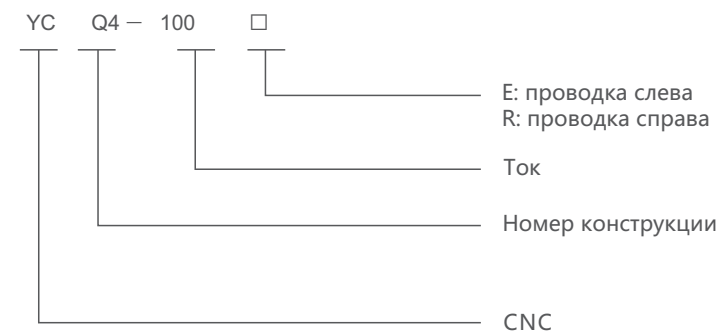 YC Q4 — 100 □
E: проводка слева
R: проводка справа
Ток
Номер конструкции
CNC